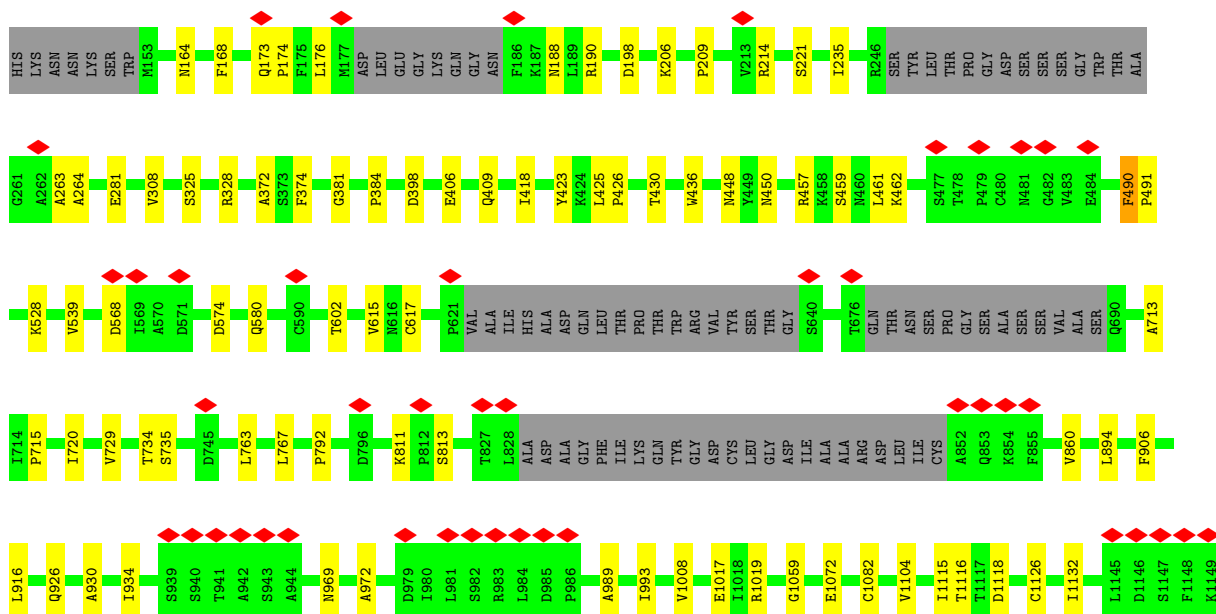 HIS LYS ASN ASN LYS SER TRP M153 N164 F168 Q173 P174 F175 L176 M177 ASP LEU GLU GLY LYS GLN GLY ASN F186 K187 N188 L189 R190 D198 K206 P209 V213 R214 S221 I235 R246 SER TYR LEU THR PRO GLY ASP SER SER SER GLY TRP THR ALA
G261 A262 A263 A264 E281 V308 S325 R328 A372 S373 F374 G381 P384 D398 E406 Q409 I418 Y423 K424 L425 P426 T430 W436 N448 Y449 N450 R457 K458 S459 N460 L461 K462 S477 T478 P479 C480 N481 G482 V483 E484 F490 P491
K528 V539 D568 I569 A570 D571 D574 Q580 C590 T602 V615 N616 C617 P621 VAL ALA ILE HIS ALA ASP GLN LEU THR PRO THR TRP ARG VAL TYR SER THR GLY S640 T676 GLN THR ASN SER PRO GLY SER ALA SER SER VAL ALA SER Q690 A713
I714 P715 I720 V729 T734 S735 D745 L763 L767 P792 D796 K811 P812 S813 T827 L828 ALA ASP ALA GLY PHE ILE LYS GLN TYR GLY ASP CYS LEU GLY ASP ILE ALA ALA ARG ASP LEU ILE CYS A852 Q853 K854 F855 V860 L894 F906
L916 Q926 A930 I934 S939 S940 T941 A942 S943 A944 N969 A972 D979 I980 L981 S982 R983 L984 D985 P986 A989 I993 V1008 E1017 I1018 R1019 G1059 E1072 C1082 V1104 I1115 T1116 T1117 D1118 C1126 I1132 L1145 D1146 S1147 F1148 K1149